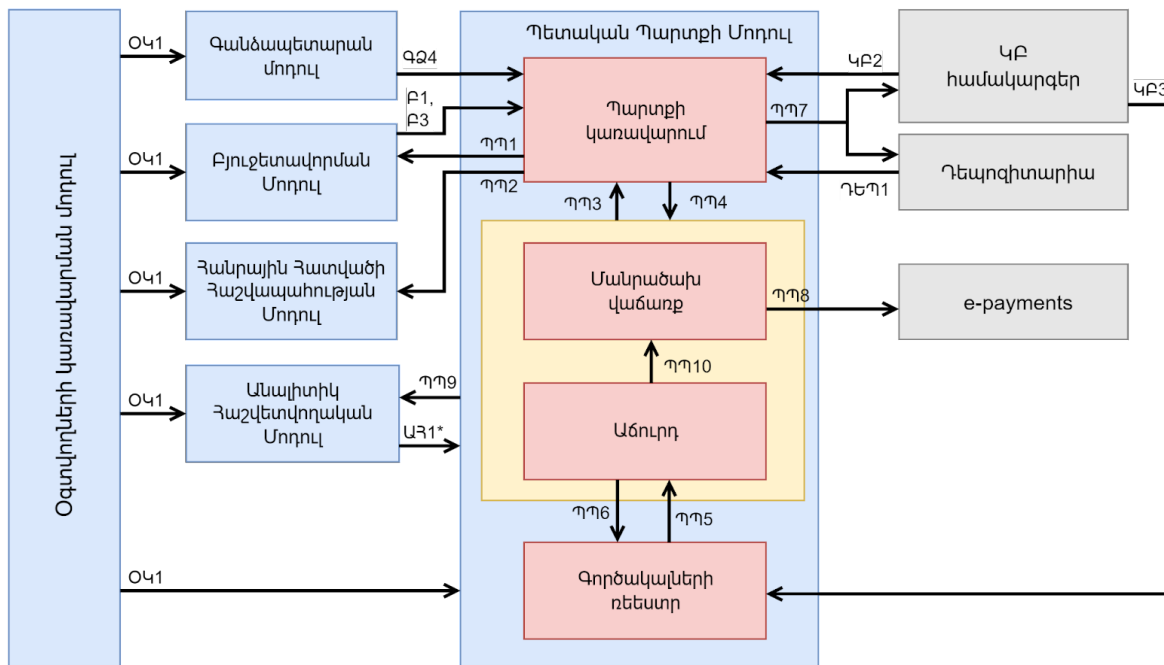 Օգտվողների կառավարման մոդուլ
ՕԿ1
Գանձապետարան
մոդուլ
ԳՁ4
ՕԿ1
Բյուջետավորման
Մոդուլ
Բ1,
Բ3
ՊՊ1
ՊՊ2
ՕԿ1
Հանրային Հատվածի
Հաշվապահության
Մոդուլ
ՕԿ1
Անալիտիկ
Հաշվետվողական
Մոդուլ
ՊՊ9
ԱՀ1*
ՕԿ1
Պետական Պարտքի Մոդուլ
Պարտքի
կառավարում
ՊՊ3
ՊՊ4
Մանրածախ
վաճառք
ՊՊ10
Աճուրդ
ՊՊ6
ՊՊ5
Գործակալների
ռեեստր
ԿԲ2
ՊՊ7
ԴԵՊ1
ՊՊ8
ԿԲ
համակարգեր
ԿԲ3
Դեպոզիտարիա
e-payments